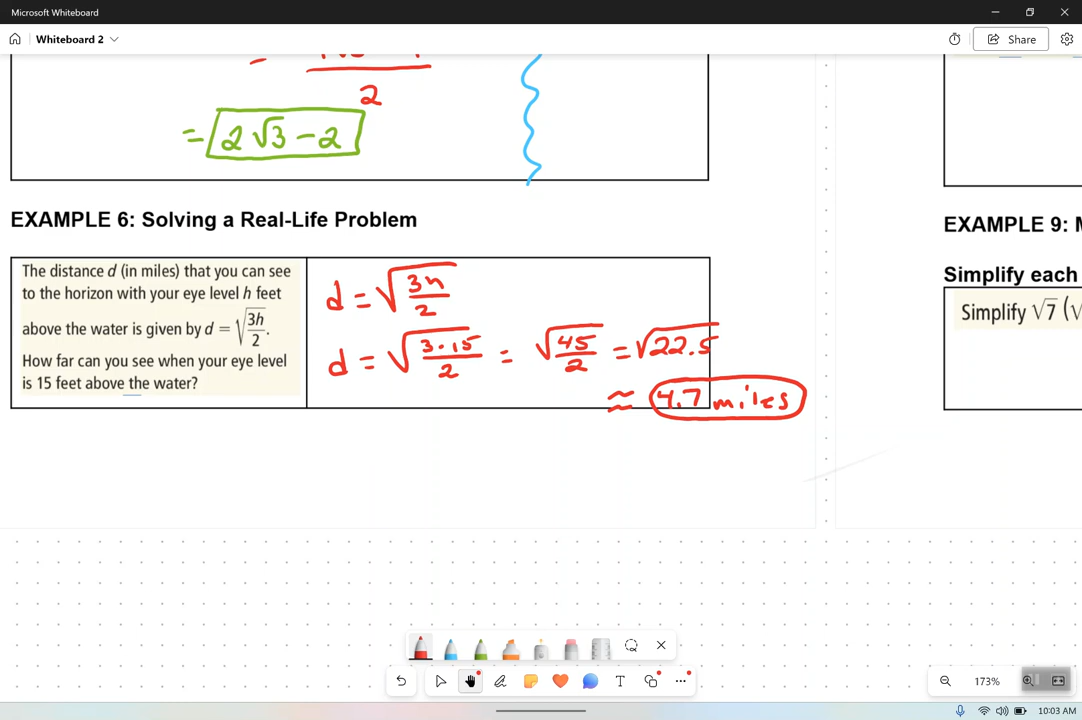 Microsoft Whiteboard
Whiteboard 2
Share
2
= 2√3 - 2
EXAMPLE 6: Solving a Real-Life Problem
The distance d (in miles) that you can see
to the horizon with your eye level h feet
above the water is given by d = √(3h/2).
How far can you see when your eye level
is 15 feet above the water?
d = √(3h/2)
d = √(3·15/2) = √(45/2) = √22.5
≈ 4.7 miles
EXAMPLE 9: M
Simplify each
Simplify √7 (√
173%
10:03 AM